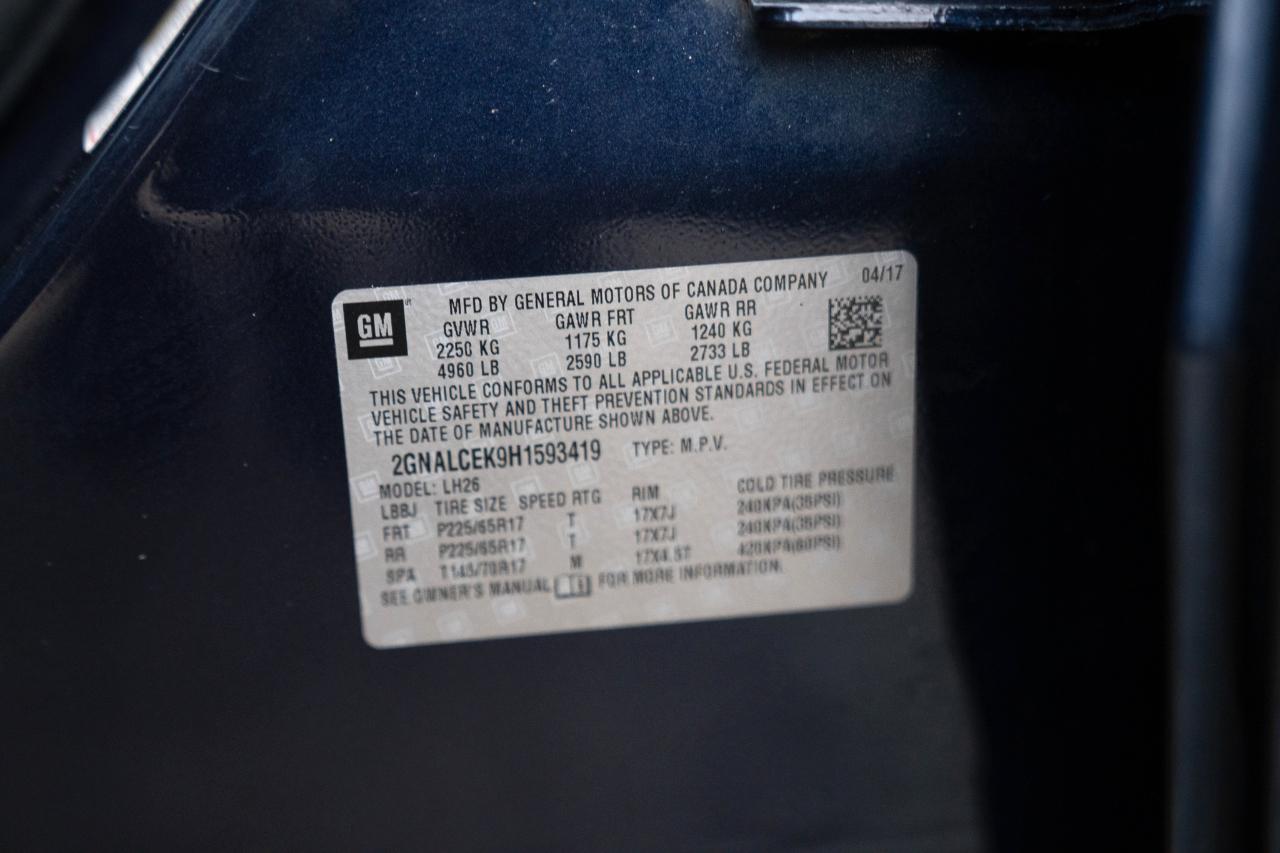 GM
MFD BY GENERAL MOTORS OF CANADA COMPANY 04/17
GVWR GAWR FRT GAWR RR
2250 KG 1175 KG 1240 KG
4960 LB 2590 LB 2733 LB
THIS VEHICLE CONFORMS TO ALL APPLICABLE U.S. FEDERAL MOTOR
VEHICLE SAFETY AND THEFT PREVENTION STANDARDS IN EFFECT ON
THE DATE OF MANUFACTURE SHOWN ABOVE.
2GNALCEK9H1593419 TYPE: M.P.V.
MODEL: LH26
LBBJ TIRE SIZE SPEED RTG RIM COLD TIRE PRESSURE
FRT P225/65R17 T 17X7J 240KPA(35PSI)
RR P225/65R17 T 17X7J 240KPA(35PSI)
SPA T145/70R17 M 17X4.5T 420KPA(60PSI)
SEE OWNER'S MANUAL FOR MORE INFORMATION.